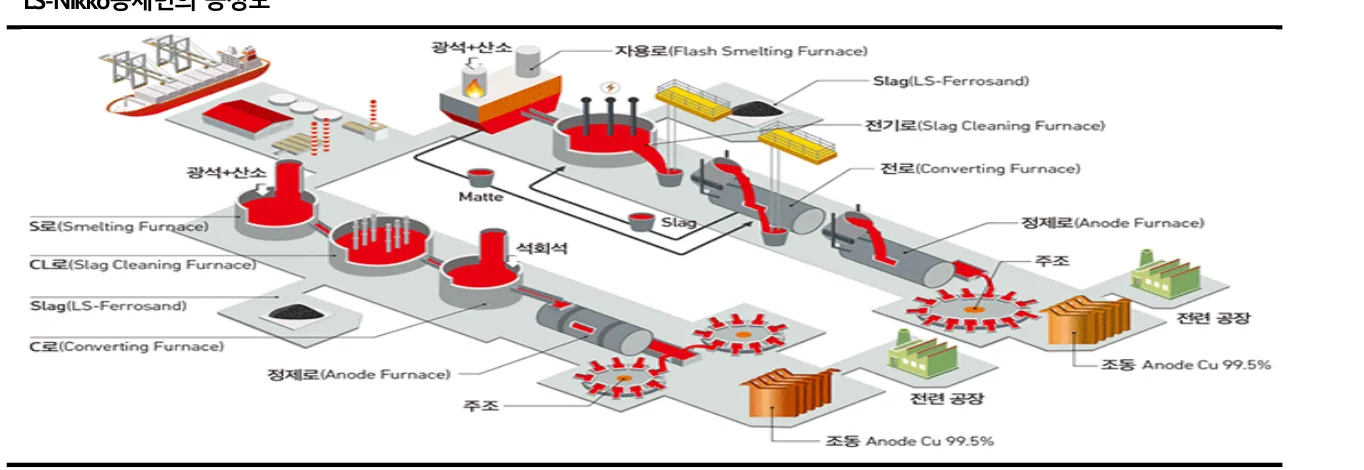 LS-Nikko동제련의 공정도
광석+산소
자용로(Flash Smelting Furnace)
Slag(LS-Ferrosand)
전기로(Slag Cleaning Furnace)
전로(Converting Furnace)
Matte
Slag
정제로(Anode Furnace)
주조
전련 공장
조동 Anode Cu 99.5%
광석+산소
S로(Smelting Furnace)
CL로(Slag Cleaning Furnace)
석회석
Slag(LS-Ferrosand)
C로(Converting Furnace)
정제로(Anode Furnace)
주조
전련 공장
조동 Anode Cu 99.5%